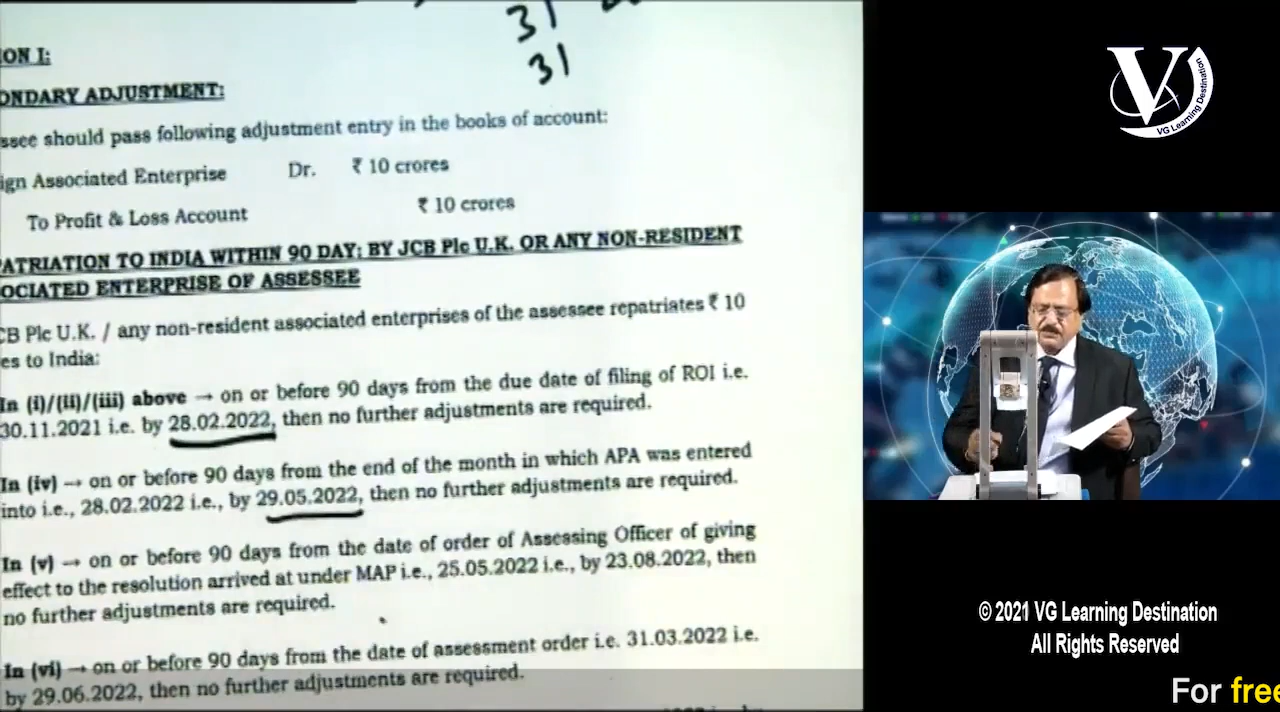 31
31
ON I:
ONDARY ADJUSTMENT:
ssee should pass following adjustment entry in the books of account:
ign Associated Enterprise Dr. ₹ 10 crores
To Profit & Loss Account ₹ 10 crores
PATRIATION TO INDIA WITHIN 90 DAY: BY JCB Plc U.K. OR ANY NON-RESIDENT
OCIATED ENTERPRISE OF ASSESSEE
CB Plc U.K. / any non-resident associated enterprises of the assessee repatriates ₹ 10
es to India:
In (i)/(ii)/(iii) above → on or before 90 days from the due date of filing of ROI i.e.
30.11.2021 i.e. by 28.02.2022, then no further adjustments are required.
In (iv) → on or before 90 days from the end of the month in which APA was entered
into i.e., 28.02.2022 i.e., by 29.05.2022, then no further adjustments are required.
In (v) → on or before 90 days from the date of order of Assessing Officer of giving
effect to the resolution arrived at under MAP i.e., 25.05.2022 i.e., by 23.08.2022, then
no further adjustments are required.
In (vi) → on or before 90 days from the date of assessment order i.e. 31.03.2022 i.e.
by 29.06.2022, then no further adjustments are required.
V
VG Learning Destination
© 2021 VG Learning Destination
All Rights Reserved
For free